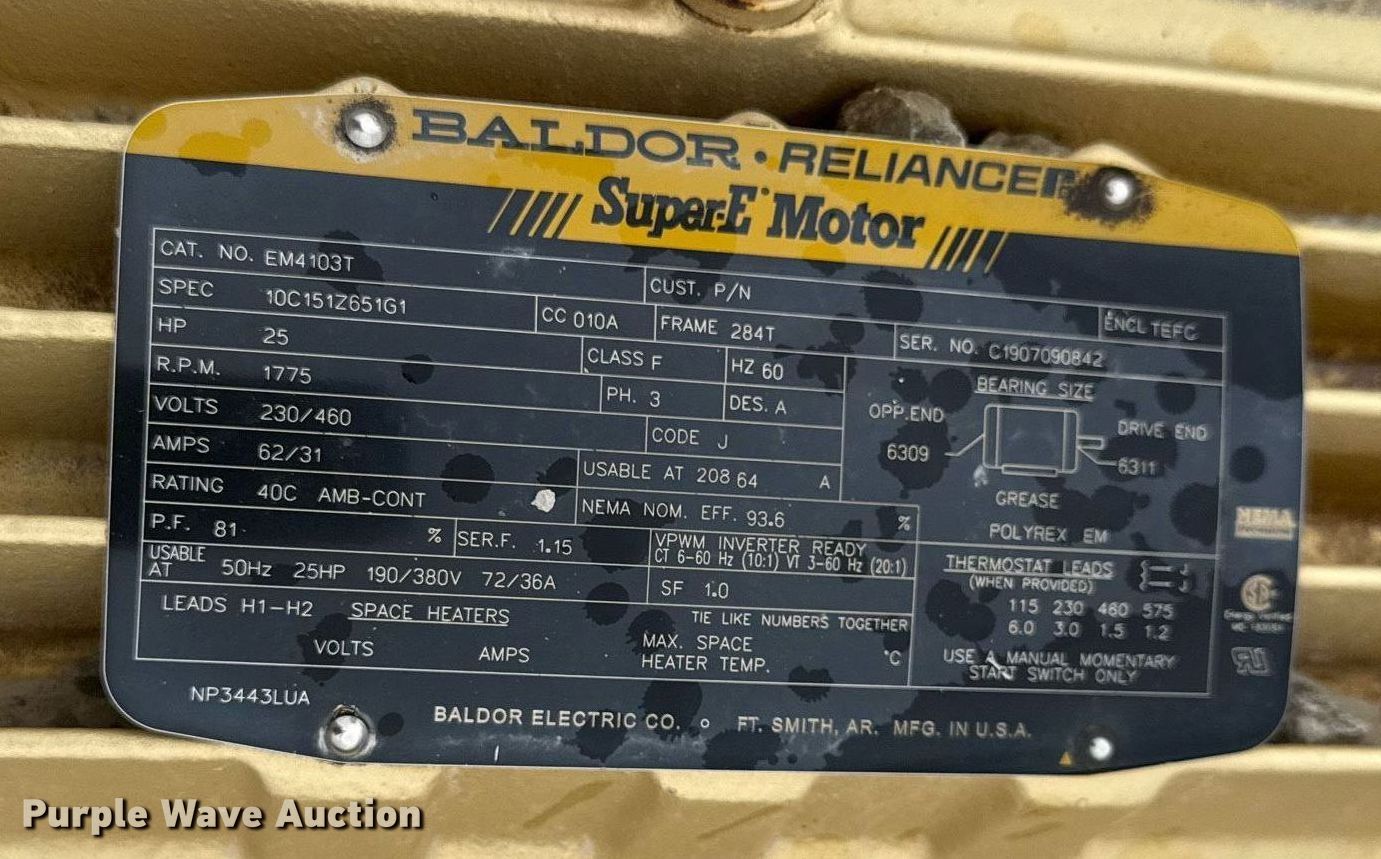 BALDOR • RELIANCE
Super-E Motor
CAT. NO. EM4103T
CUST. P/N
ENCL TEFC
SPEC 10C151Z651G1
CC 010A
FRAME 284T
SER. NO. C1907090842
HP 25
CLASS F
HZ 60
R.P.M. 1775
PH. 3
DES. A
VOLTS 230/460
CODE J
AMPS 62/31
USABLE AT 208 64 A
RATING 40C AMB-CONT
NEMA NOM. EFF. 93.6 %
P.F. 81 %
SER.F. 1.15
VPWM INVERTER READY
CT 6-60 Hz (10:1) VT 3-60 Hz (20:1)
USABLE AT 50Hz 25HP 190/380V 72/36A
SF 1.0
LEADS H1-H2 SPACE HEATERS
TIE LIKE NUMBERS TOGETHER
VOLTS AMPS
MAX. SPACE
HEATER TEMP. °C
BEARING SIZE
OPP.END
DRIVE END
6309
6311
GREASE
POLYREX EM
THERMOSTAT LEADS
(WHEN PROVIDED)
115 230 460 575
6.0 3.0 1.5 1.2
USE A MANUAL MOMENTARY
START SWITCH ONLY
NEMA
NP3443LUA
BALDOR ELECTRIC CO. FT. SMITH, AR. MFG. IN U.S.A.
Purple Wave Auction